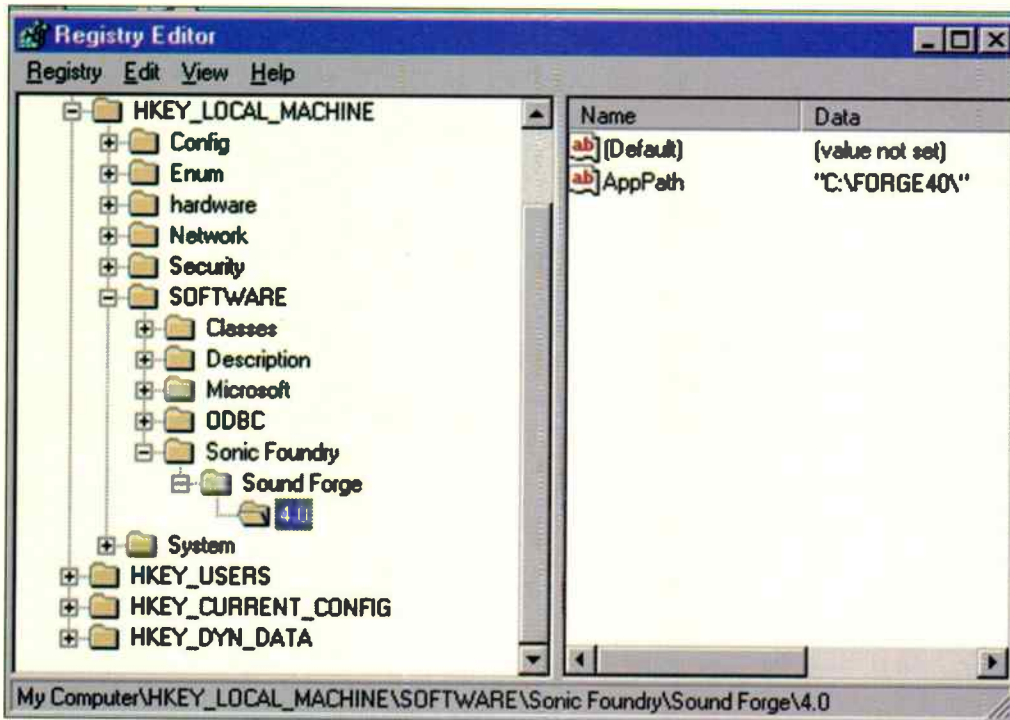 Registry Editor
Registry Edit View Help
HKEY_LOCAL_MACHINE
Config
Enum
hardware
Network
Security
SOFTWARE
Classes
Description
Microsoft
ODBC
Sonic Foundry
Sound Forge
4.0
System
HKEY_USERS
HKEY_CURRENT_CONFIG
HKEY_DYN_DATA
Name Data
ab (Default) (value not set)
ab AppPath "C:\FORGE40\"
My Computer\HKEY_LOCAL_MACHINE\SOFTWARE\Sonic Foundry\Sound Forge\4.0